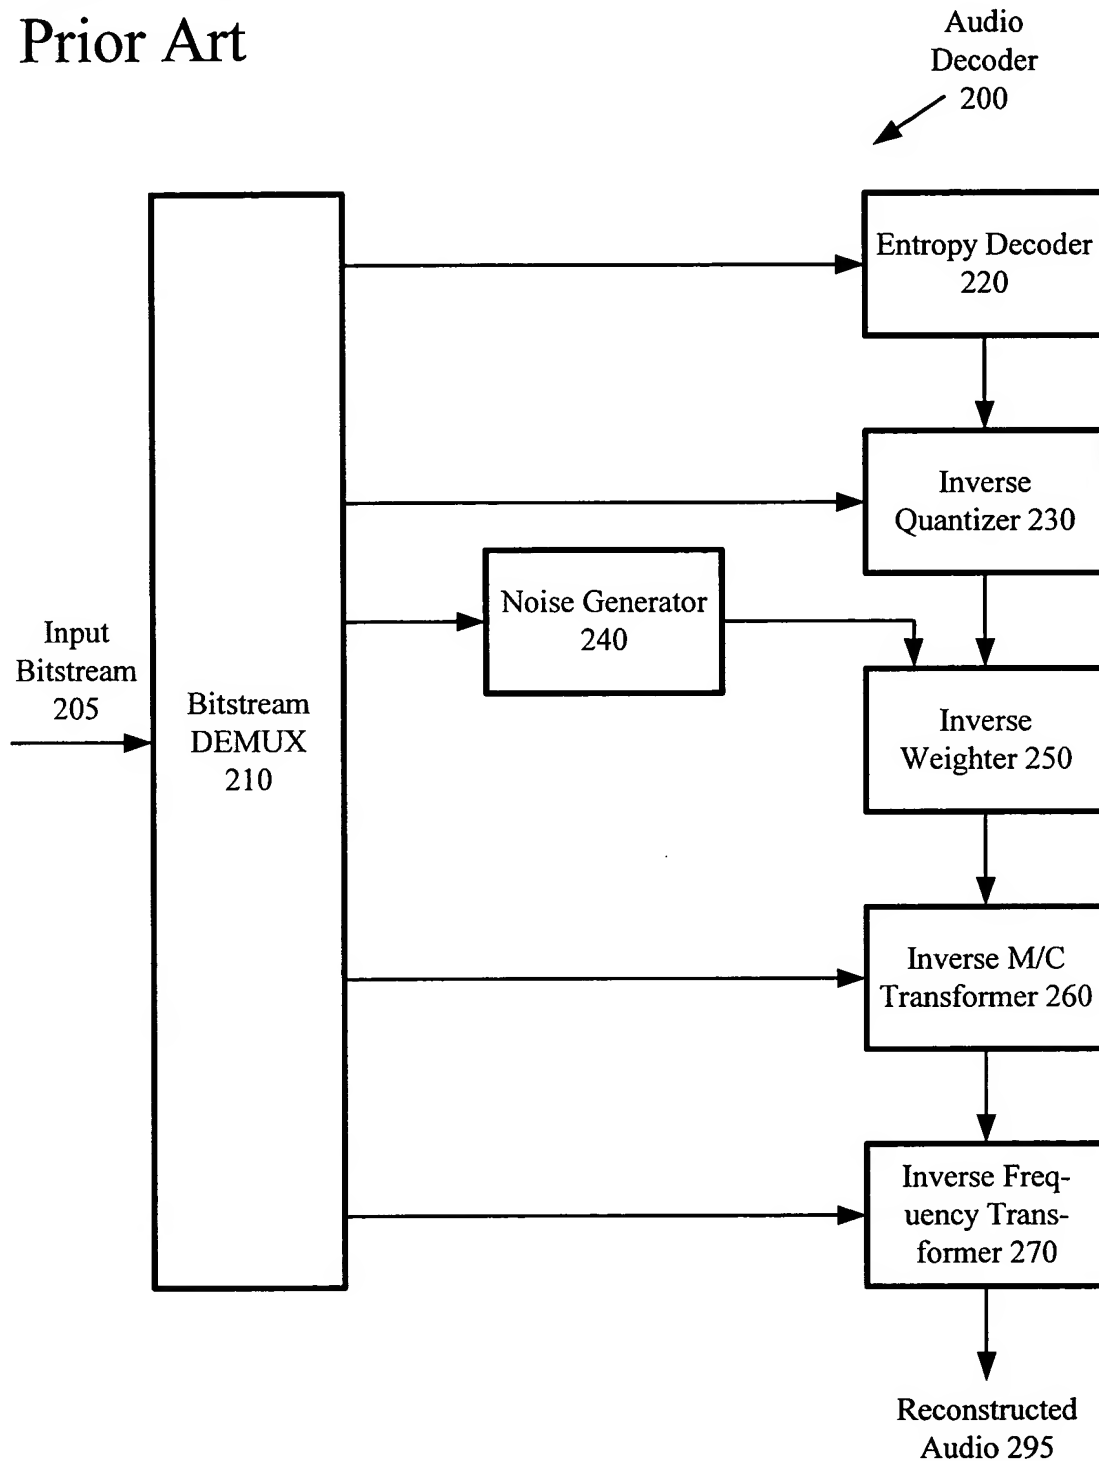 Prior Art
Audio
Decoder
200
Entropy Decoder
220
Inverse
Quantizer 230
Noise Generator
240
Input
Bitstream
205
Bitstream
DEMUX
210
Inverse
Weighter 250
Inverse M/C
Transformer 260
Inverse Freq-
uency Trans-
former 270
Reconstructed
Audio 295